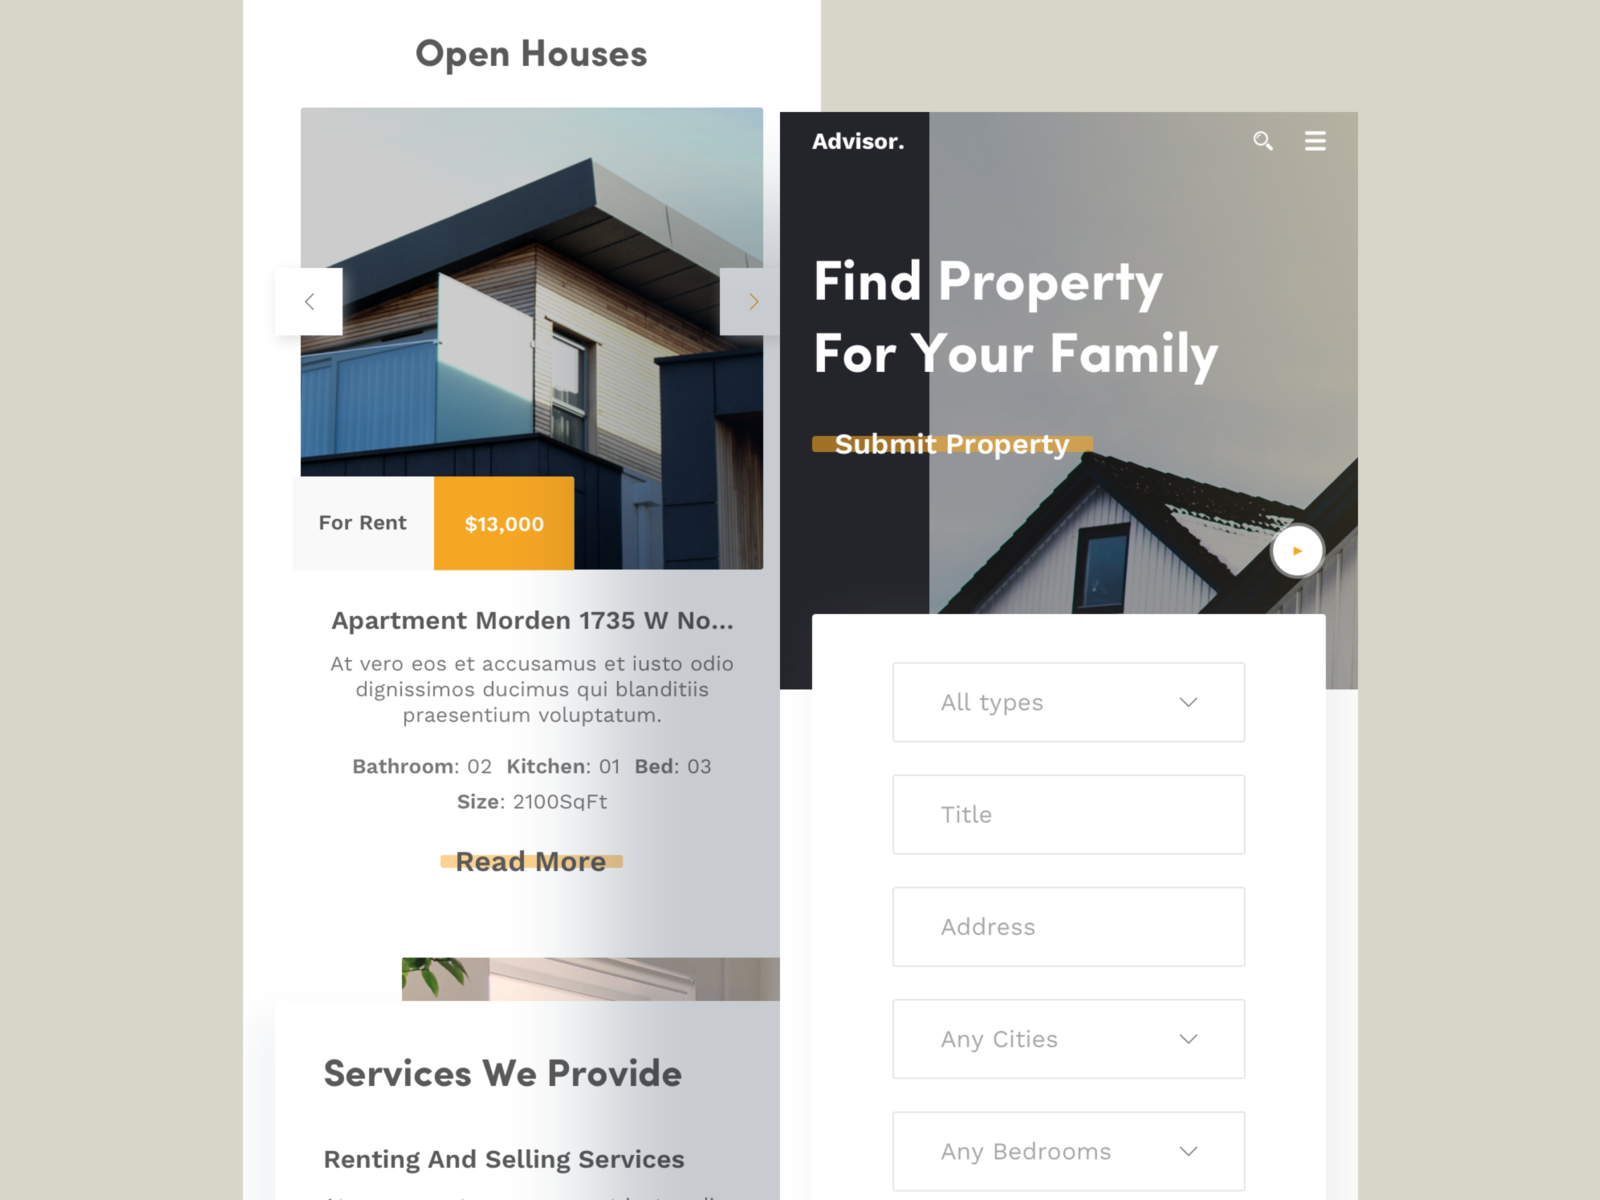 Open Houses
For Rent
$13,000
Apartment Morden 1735 W No...
At vero eos et accusamus et iusto odio
dignissimos ducimus qui blanditiis
praesentium voluptatum.
Bathroom: 02 Kitchen: 01 Bed: 03
Size: 2100SqFt
Read More
Services We Provide
Renting And Selling Services
Advisor.
Find Property
For Your Family
Submit Property
All types
Title
Address
Any Cities
Any Bedrooms